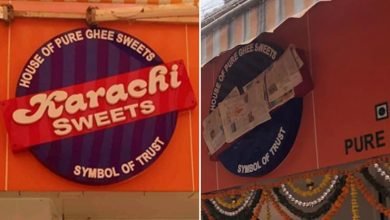 HOUSE OF PURE GHEE SWEETS
Karachi
SWEETS
SYMBOL OF TRUST
HOUSE OF PURE GHEE SWEETS
SYMBOL OF TRUST
PURE